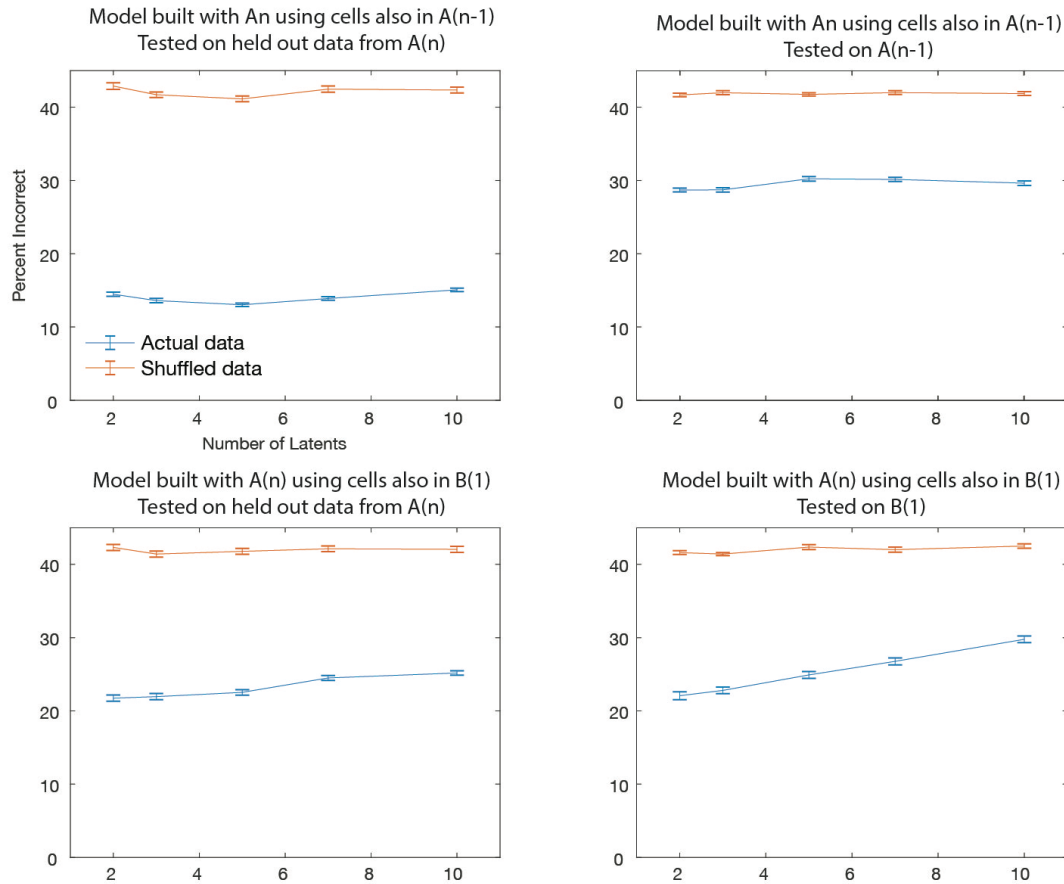 Model built with An using cells also in A(n-1)
Tested on held out data from A(n)
40
30
20
10
0
Percent Incorrect
Actual data
Shuffled data
2 4 6 8 10
Number of Latents
Model built with An using cells also in A(n-1)
Tested on A(n-1)
40
30
20
10
0
2 4 6 8 10
Model built with A(n) using cells also in B(1)
Tested on held out data from A(n)
40
30
20
10
0
2 4 6 8 10
Model built with A(n) using cells also in B(1)
Tested on B(1)
40
30
20
10
0
2 4 6 8 10